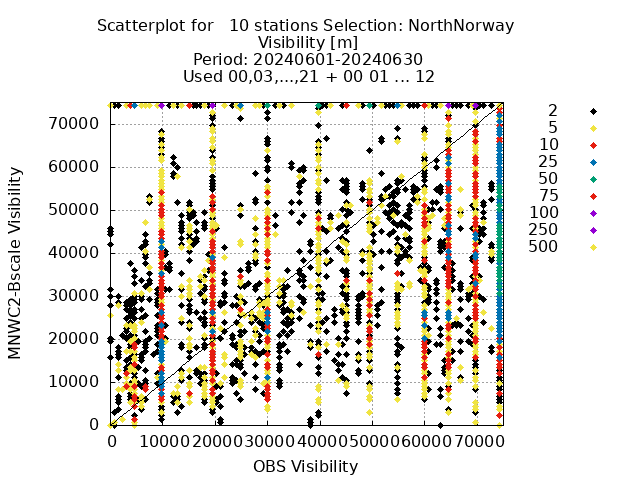 Scatterplot for   10 stations Selection: NorthNorway
Visibility [m]
Period: 20240601-20240630
Used 00,03,...,21 + 00 01 ... 12
MNWC2-Bscale Visibility
70000
60000
50000
40000
30000
20000
10000
0
0 10000 20000 30000 40000 50000 60000 70000
OBS Visibility
2
5
10
25
50
75
100
250
500